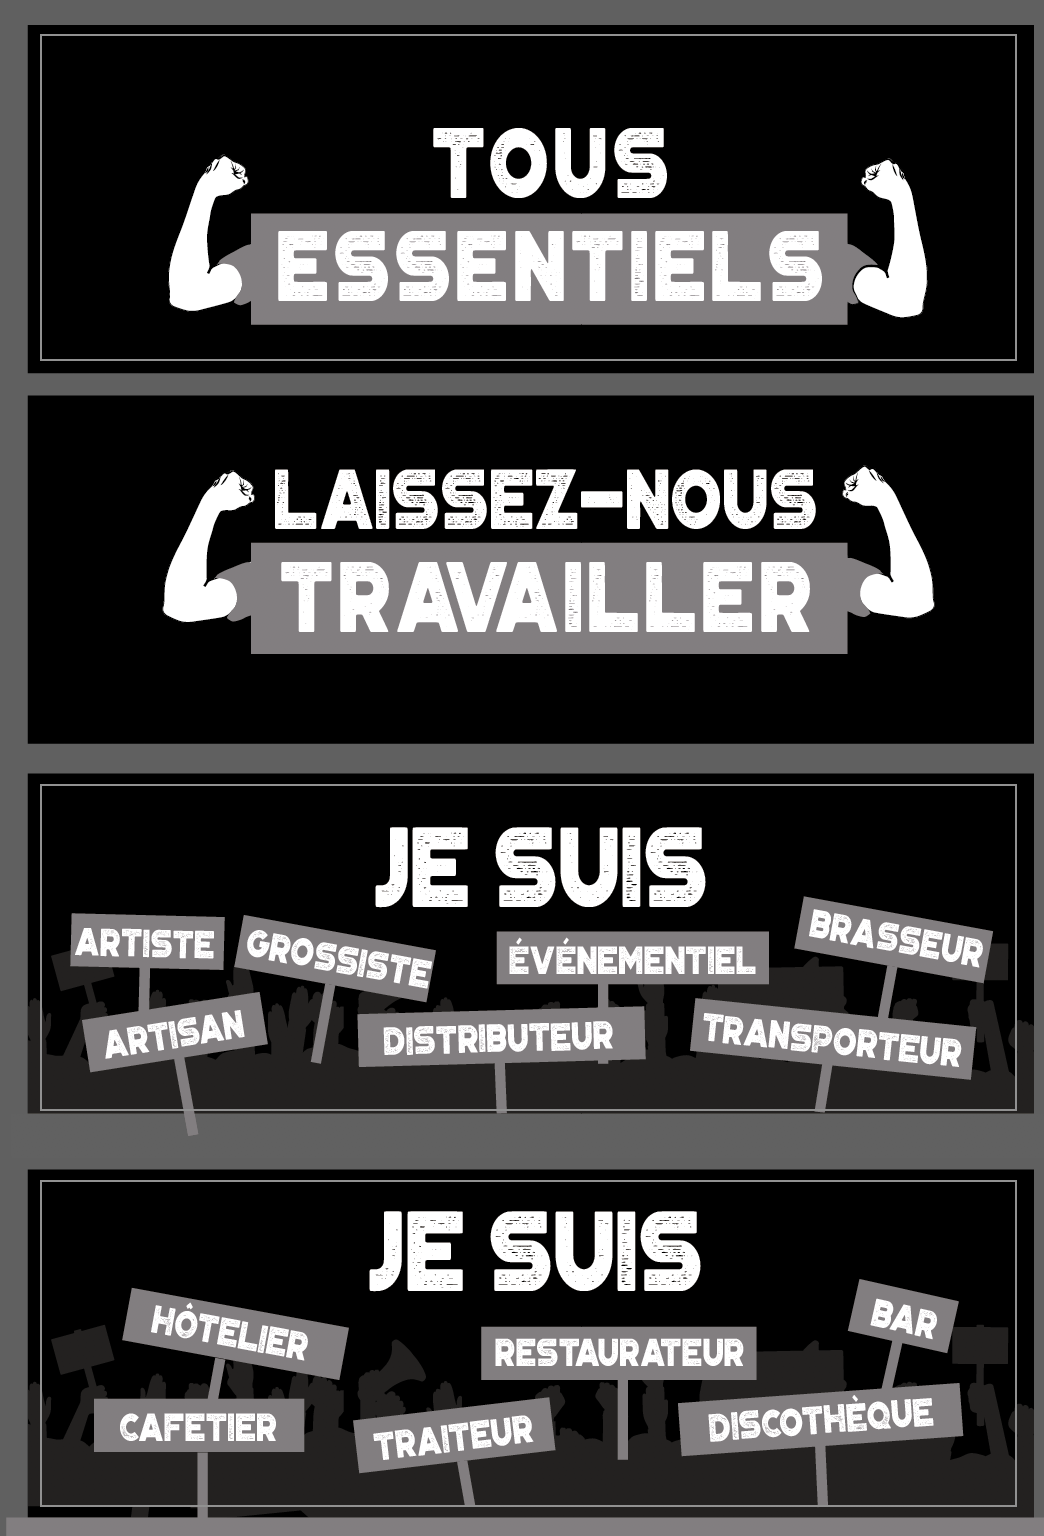 TOUS
ESSENTIELS
LAISSEZ-NOUS
TRAVAILLER
JE SUIS
ARTISTE
GROSSISTE
ÉVÉNEMENTIEL
BRASSEUR
ARTISAN
DISTRIBUTEUR
TRANSPORTEUR
JE SUIS
HÔTELIER
RESTAURATEUR
BAR
CAFETIER
TRAITEUR
DISCOTHÈQUE